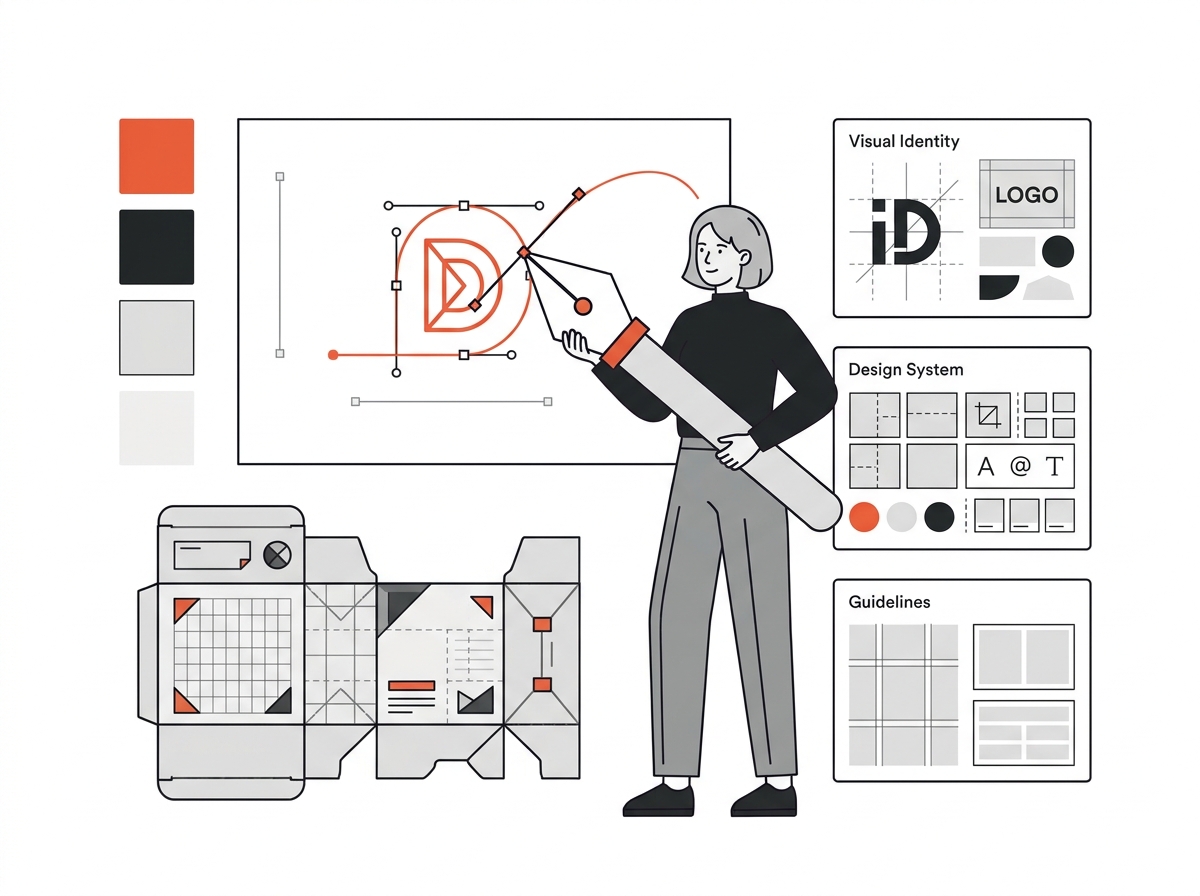 D
Visual Identity
iD
LOGO
Design System
A @ T
Guidelines